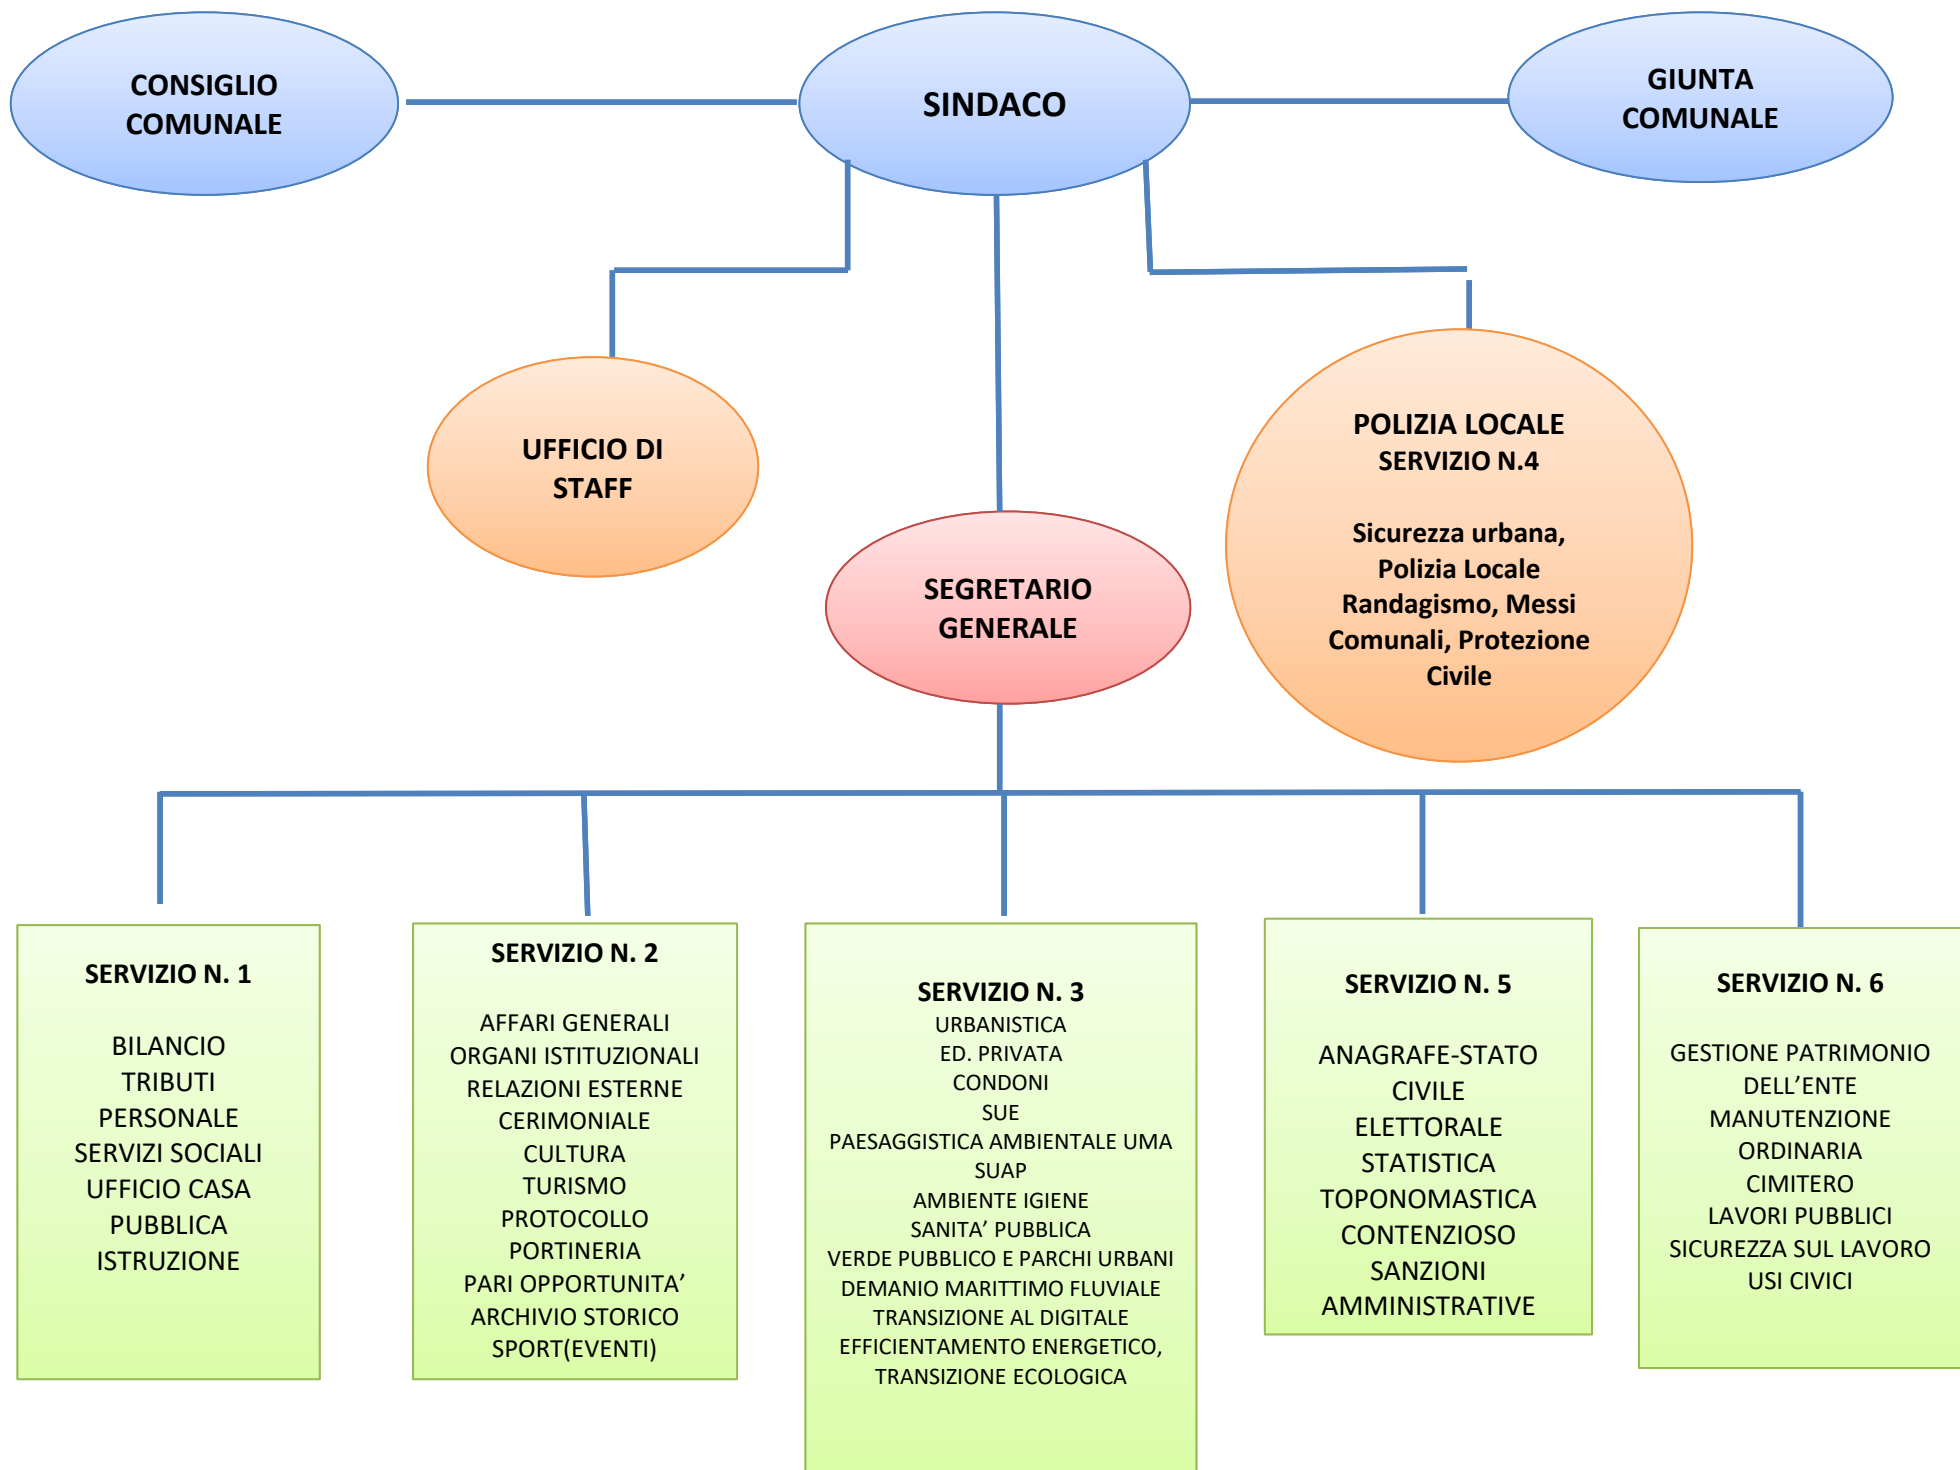 CONSIGLIO
COMUNALE
SINDACO
GIUNTA
COMUNALE
UFFICIO DI
STAFF
POLIZIA LOCALE
SERVIZIO N.4
Sicurezza urbana,
Polizia Locale
Randagismo, Messi
Comunali, Protezione
Civile
SEGRETARIO
GENERALE
SERVIZIO N. 1
BILANCIO
TRIBUTI
PERSONALE
SERVIZI SOCIALI
UFFICIO CASA
PUBBLICA
ISTRUZIONE
SERVIZIO N. 2
AFFARI GENERALI
ORGANI ISTITUZIONALI
RELAZIONI ESTERNE
CERIMONIALE
CULTURA
TURISMO
PROTOCOLLO
PORTINERIA
PARI OPPORTUNITA’
ARCHIVIO STORICO
SPORT(EVENTI)
SERVIZIO N. 3
URBANISTICA
ED. PRIVATA
CONDONI
SUE
PAESAGGISTICA AMBIENTALE UMA
SUAP
AMBIENTE IGIENE
SANITA’ PUBBLICA
VERDE PUBBLICO E PARCHI URBANI
DEMANIO MARITTIMO FLUVIALE
TRANSIZIONE AL DIGITALE
EFFICIENTAMENTO ENERGETICO,
TRANSIZIONE ECOLOGICA
SERVIZIO N. 5
ANAGRAFE-STATO
CIVILE
ELETTORALE
STATISTICA
TOPONOMASTICA
CONTENZIOSO
SANZIONI
AMMINISTRATIVE
SERVIZIO N. 6
GESTIONE PATRIMONIO
DELL’ENTE
MANUTENZIONE
ORDINARIA
CIMITERO
LAVORI PUBBLICI
SICUREZZA SUL LAVORO
USI CIVICI